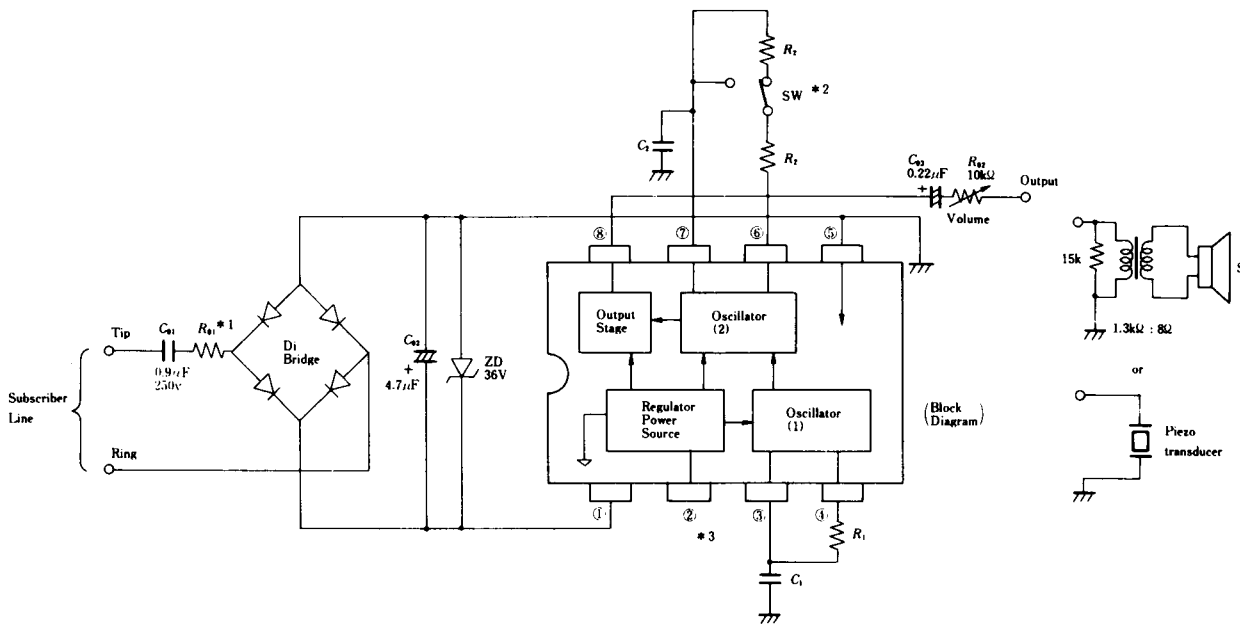 R₂
SW *2
C₂
R₂
C₀₃
0.22μF
+
R₀₂
10kΩ
Volume
Output
⑧
⑦
⑥
⑤
15k
S
1.3kΩ : 8Ω
or
Piezo
transducer
Output
Stage
Oscillator
(2)
Regulator
Power
Source
Oscillator
(1)
(Block
Diagram)
Tip
C₀₁
0.9μF
250v
R₀₁ *1
Di
Bridge
C₀₂
+
4.7μF
ZD
36V
Subscriber
Line
Ring
①
②
③
④
*3
R₁
C₁